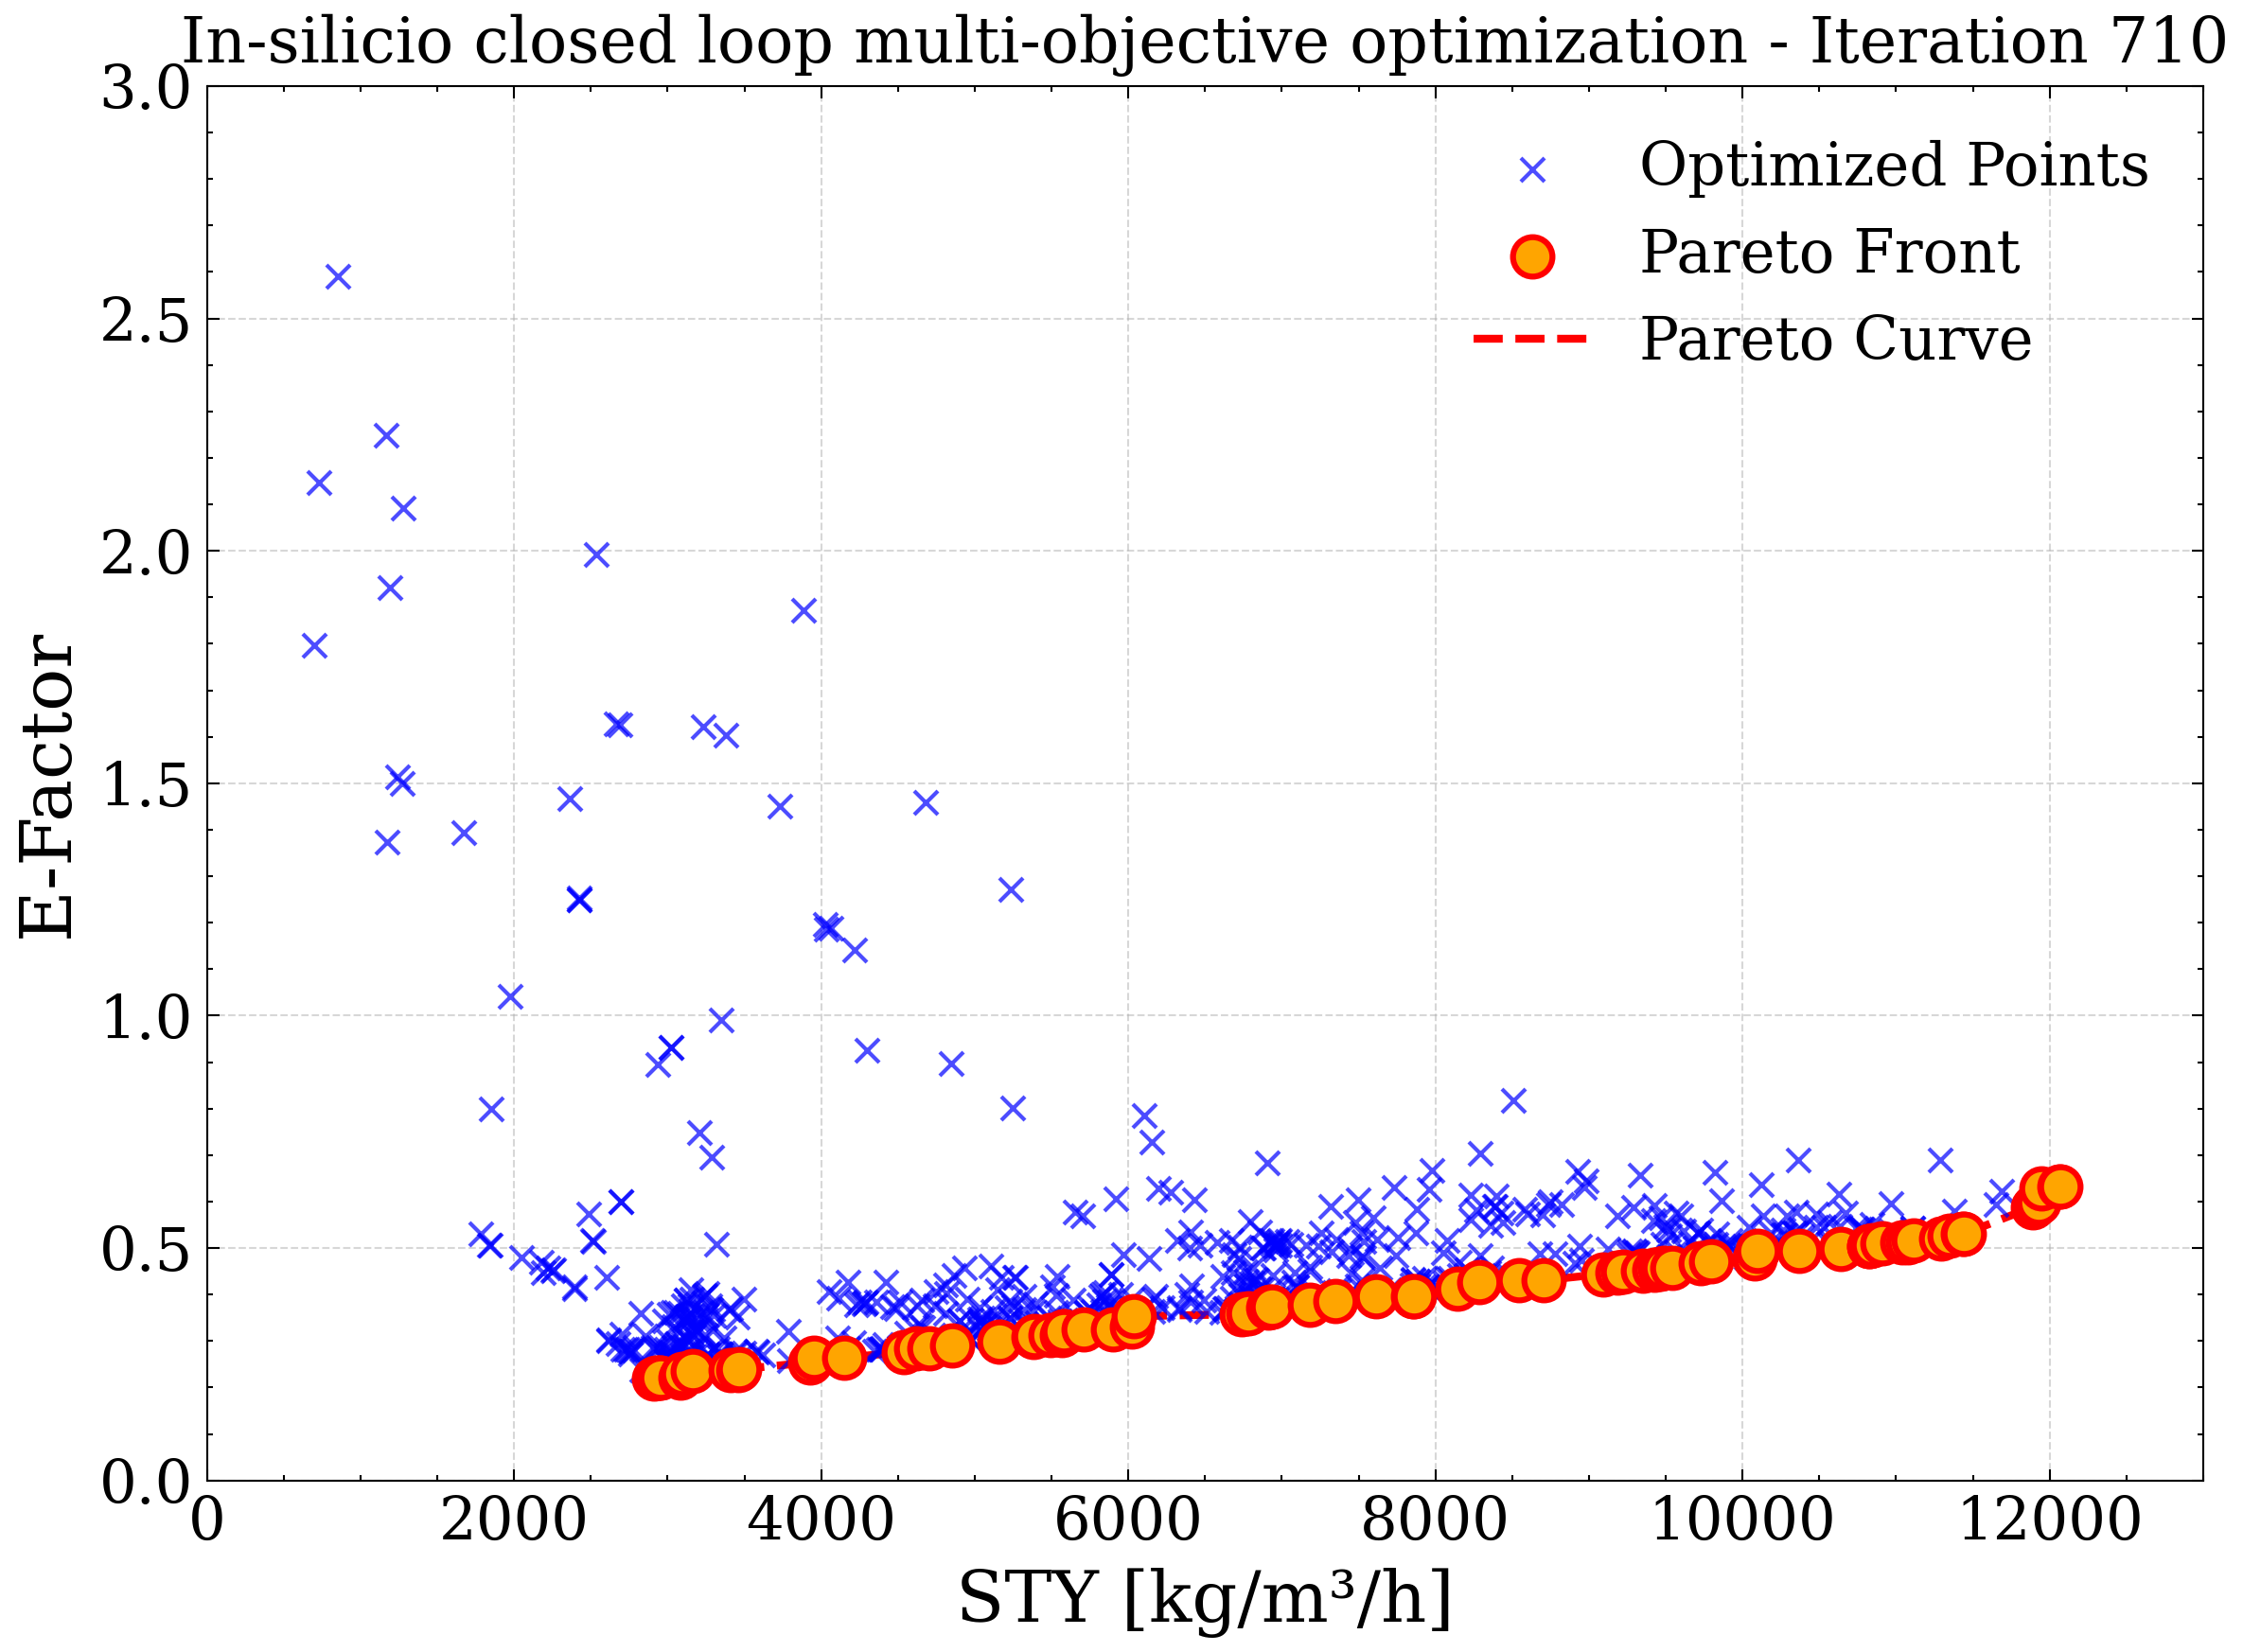 In-silicio closed loop multi-objective optimization - Iteration 710
3.0
2.5
2.0
1.5
1.0
0.5
0.0
E-Factor
Optimized Points
Pareto Front
Pareto Curve
0 2000 4000 6000 8000 10000 12000
STY [kg/m³/h]